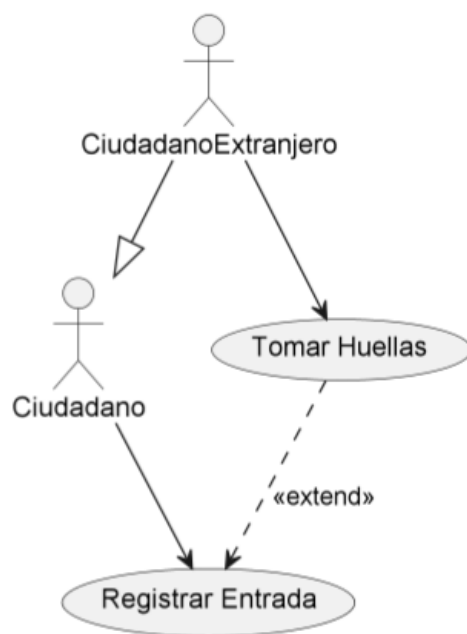 CiudadanoExtranjero
Ciudadano
Tomar Huellas
«extend»
Registrar Entrada